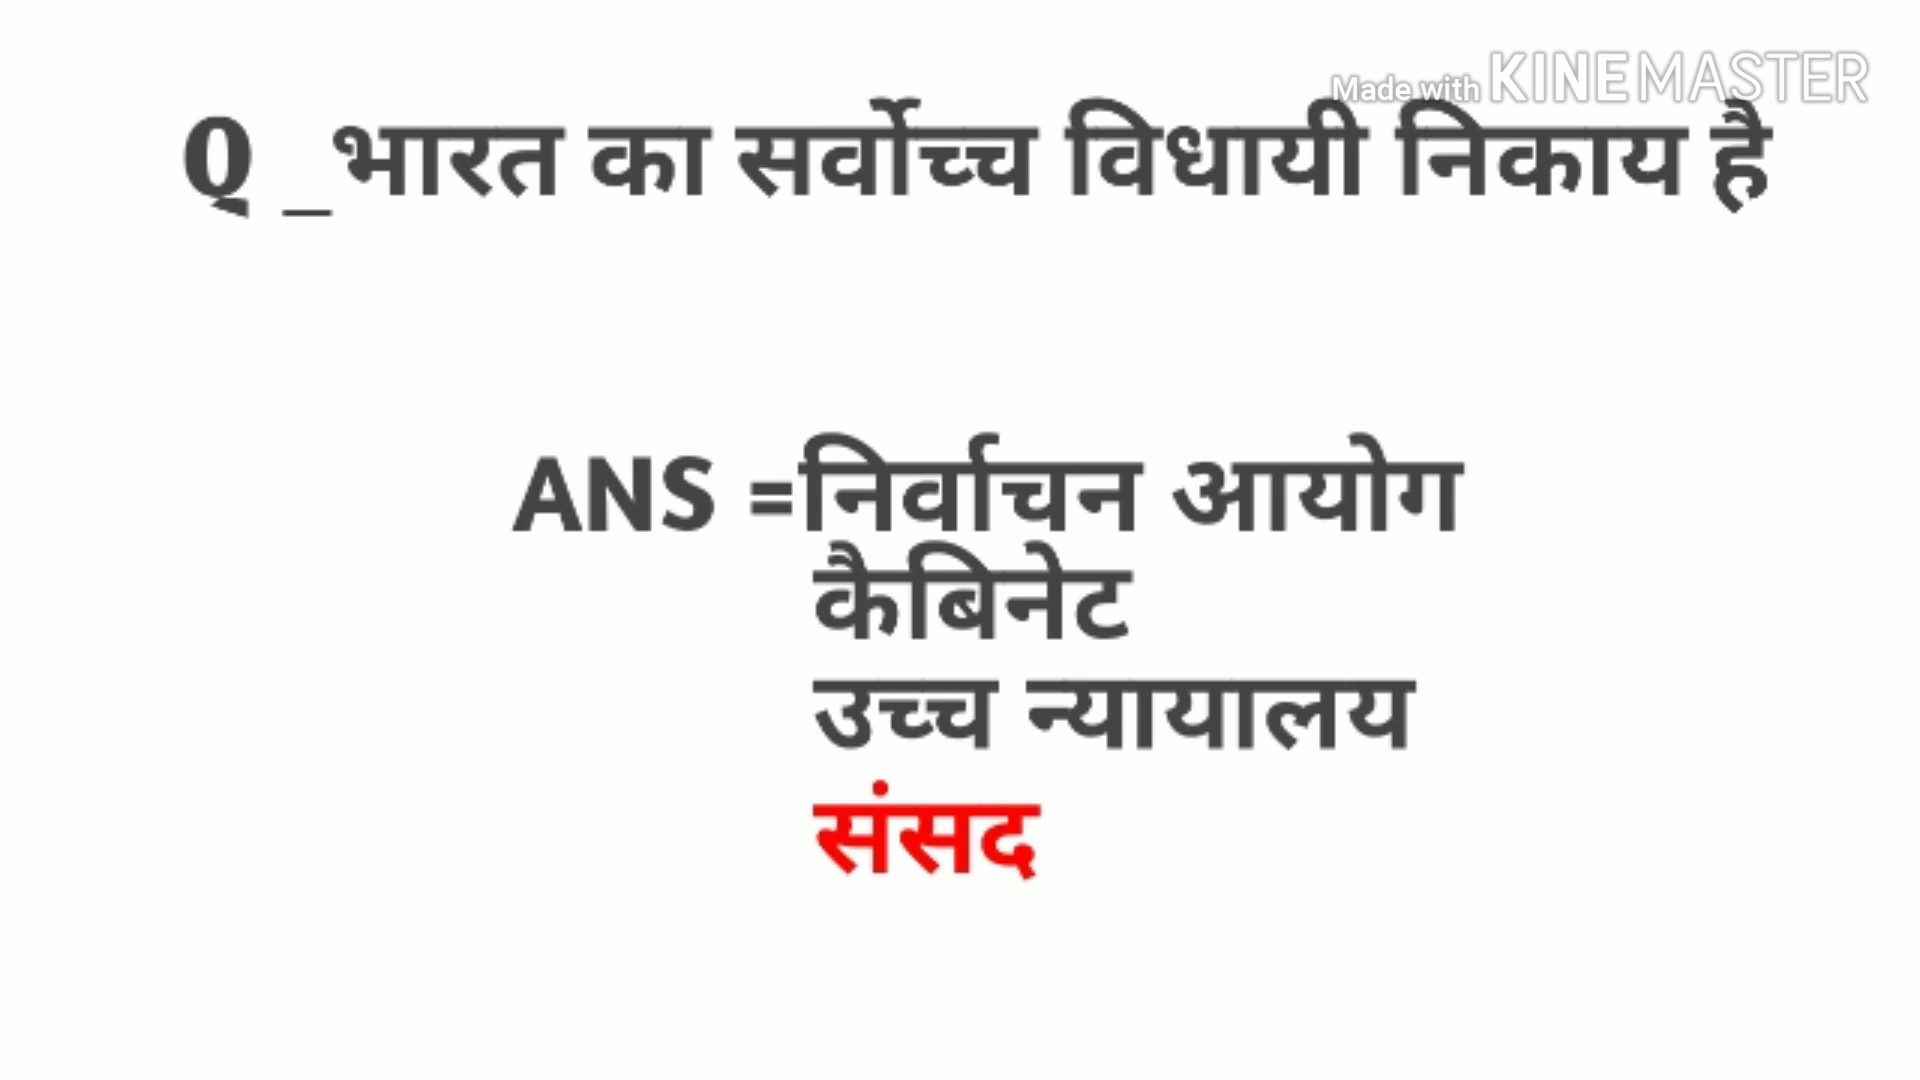 Made with KINEMASTER
Q _भारत का सर्वोच्च विधायी निकाय है
ANS =निर्वाचन आयोग
कैबिनेट
उच्च न्यायालय
संसद